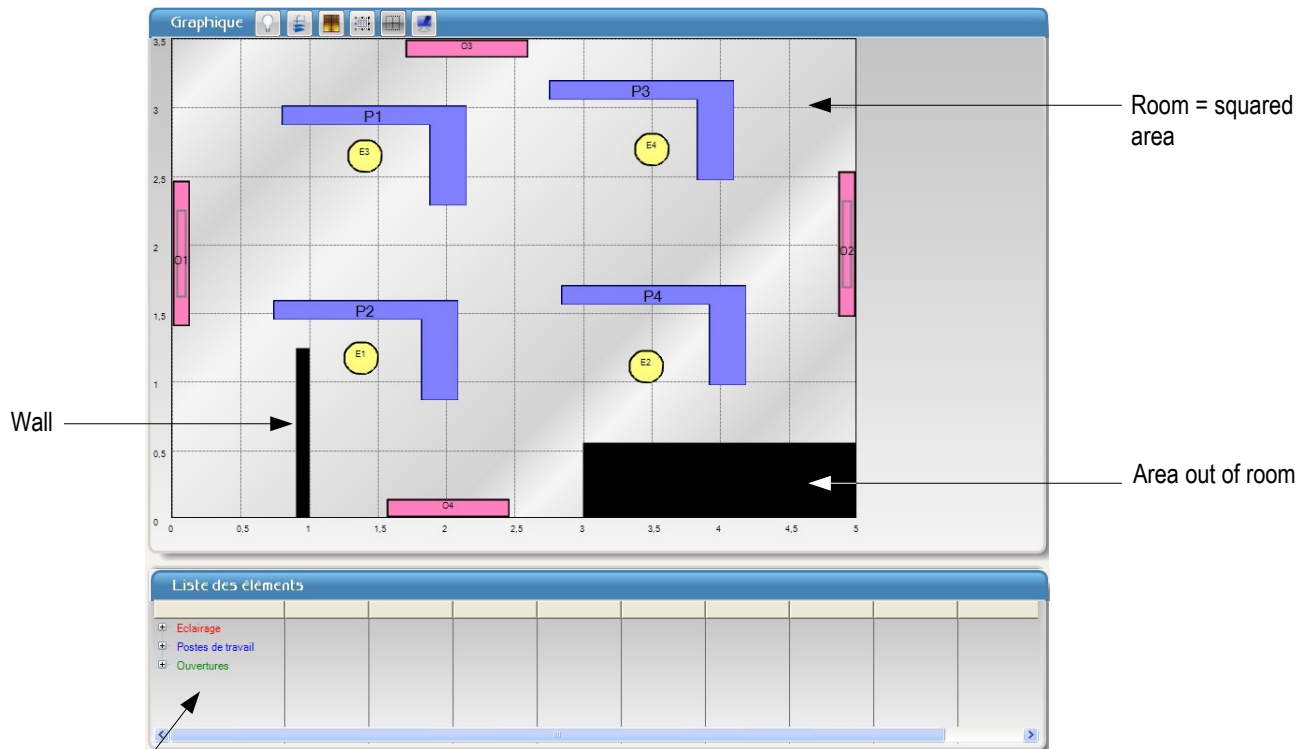 Graphique
3,5
O3
P3
Room = squared
area
3
P1
E3
E4
2,5
2
O1
O2
1,5
P4
P2
E1
E2
1
Wall
0,5
Area out of room
O4
0
0 0,5 1 1,5 2 2,5 3 3,5 4 4,5 5
Liste des éléments
Eclairage
Postes de travail
Ouvertures